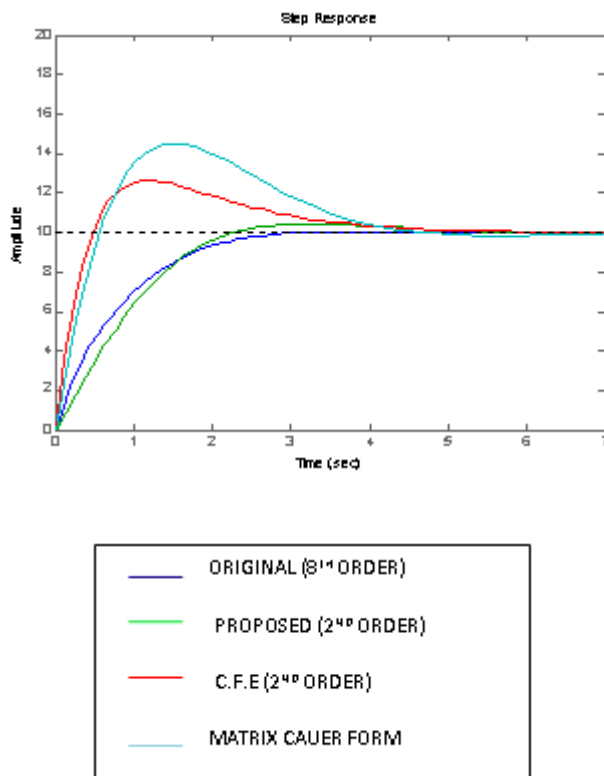 Step Response
20
18
16
14
12
10
8
6
4
2
0
Amplitude
0 1 2 3 4 5 6 7
Time (sec)
ORIGINAL (8ᵀᴴ ORDER)
PROPOSED (2ᴺᴰ ORDER)
C.F.E (2ᴺᴰ ORDER)
MATRIX CAUER FORM